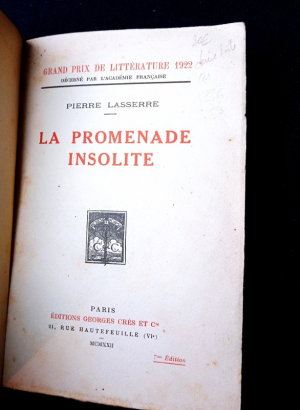 GRAND PRIX DE LITTÉRATURE 1922
DÉCERNÉ PAR L'ACADÉMIE FRANÇAISE
PIERRE LASSERRE
LA PROMENADE
INSOLITE
PARIS
ÉDITIONS GEORGES CRÈS ET Cie
21, RUE HAUTEFEUILLE (VIe)
MCMXXII
7me Édition